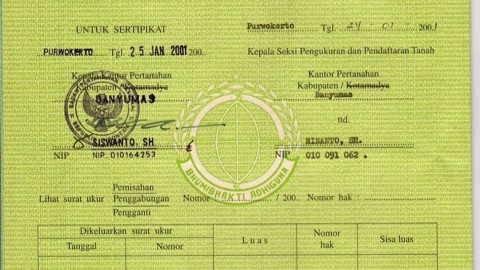 Purwokerto Tgl. 24 - 01 - 2001
UNTUK SERTIPIKAT
PURWOKERTO Tgl. 25 JAN 2001 200..
Kepala Seksi Pengukuran dan Pendaftaran Tanah
Kepala Kantor Pertanahan
Kabupaten / Kotamadya
BANYUMAS
Kantor Pertanahan
Kabupaten / Kotamadya
Banyumas
ttd.
SISWANTO, SH.
NIP NIP. 010164253
SH.
NIP 010 091 062 .
BHUMIBHAKTI ADHIGUNA
Pemisahan
Lihat surat ukur Penggabungan Nomor / 200.. Nomor hak :
Pengganti
Dikeluarkan surat ukur
Tanggal
Nomor
Luas
Nomor
hak
Sisa luas